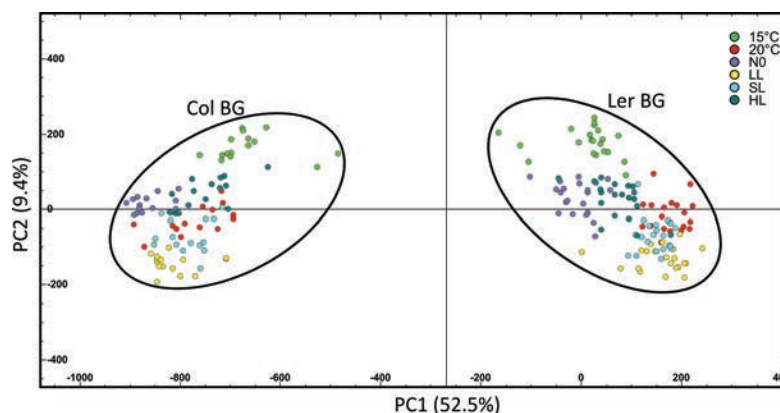 15°C
20°C
N0
LL
SL
HL
Col BG
Ler BG
400
200
0
-200
-400
PC2 (9.4%)
-1000
-800
-600
-400
-200
0
200
PC1 (52.5%)